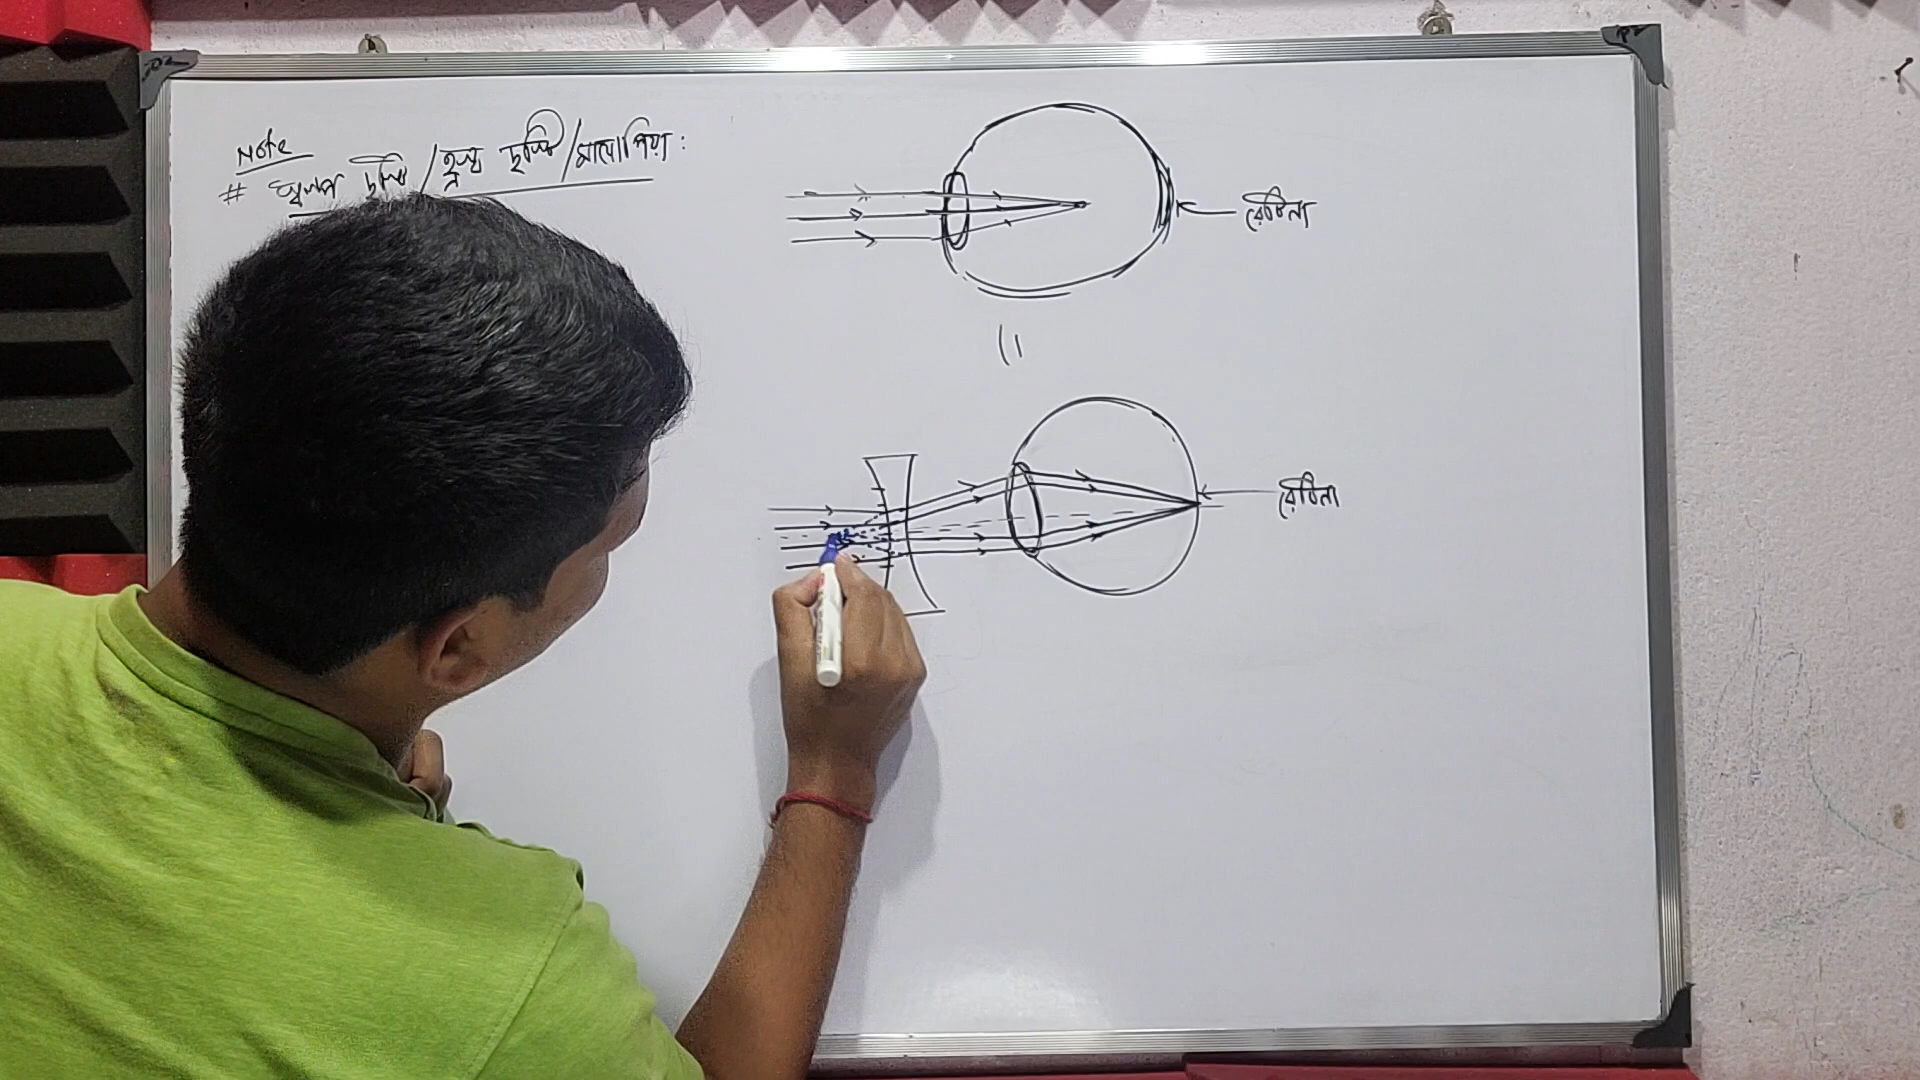 Note
# স্বল্প দৃষ্টি / হ্রস্ব দৃষ্টি / মায়োপিয়া :
রেটিনা
রেটিনা